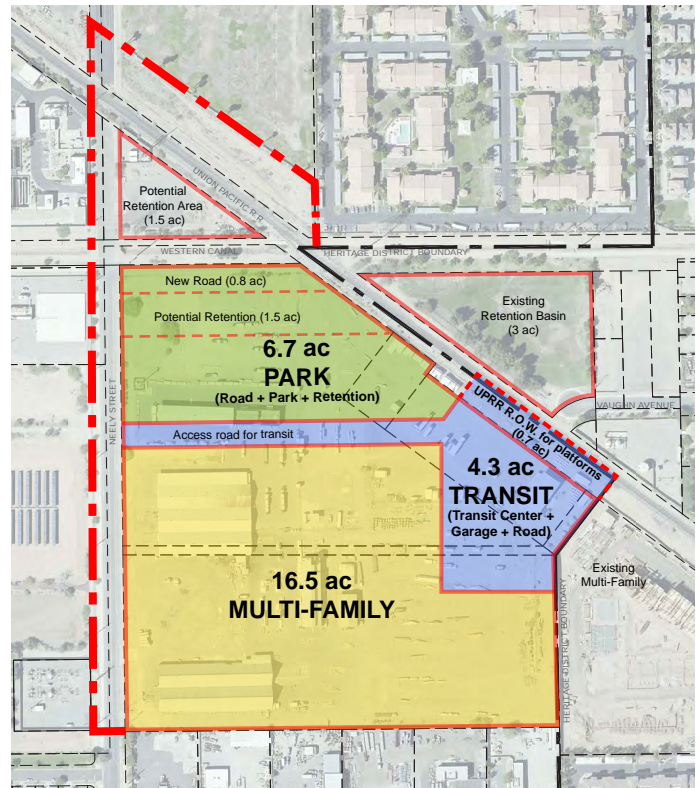 UNION PACIFIC R.R.
Potential
Retention Area
(1.5 ac)
WESTERN CANAL
HERITAGE DISTRICT BOUNDARY
New Road (0.8 ac)
Existing
Retention Basin
(3 ac)
Potential Retention (1.5 ac)
6.7 ac
PARK
(Road + Park + Retention)
NEELY STREET
VAUGHN AVENUE
UPRR R.O.W. for platforms
(0.7 ac)
Access road for transit
4.3 ac
TRANSIT
(Transit Center +
Garage + Road)
Existing
Multi-Family
16.5 ac
MULTI-FAMILY
HERITAGE DISTRICT BOUNDARY